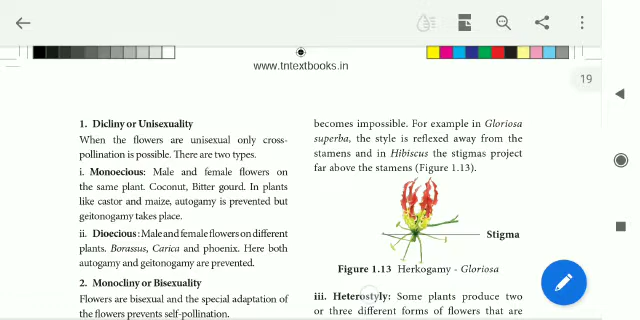 www.tntextbooks.in
19
1. Dicliny or Unisexuality
When the flowers are unisexual only cross-
pollination is possible. There are two types.
i. Monoecious: Male and female flowers on
the same plant. Coconut, Bitter gourd. In plants
like castor and maize, autogamy is prevented but
geitonogamy takes place.
ii. Dioecious: Male and female flowers on different
plants. Borassus, Carica and phoenix. Here both
autogamy and geitonogamy are prevented.
2. Monocliny or Bisexuality
Flowers are bisexual and the special adaptation of
the flowers prevents self-pollination.
becomes impossible. For example in Gloriosa
superba, the style is reflexed away from the
stamens and in Hibiscus the stigmas project
far above the stamens (Figure 1.13).
Stigma
Figure 1.13 Herkogamy - Gloriosa
iii. Heterostyly: Some plants produce two
or three different forms of flowers that are